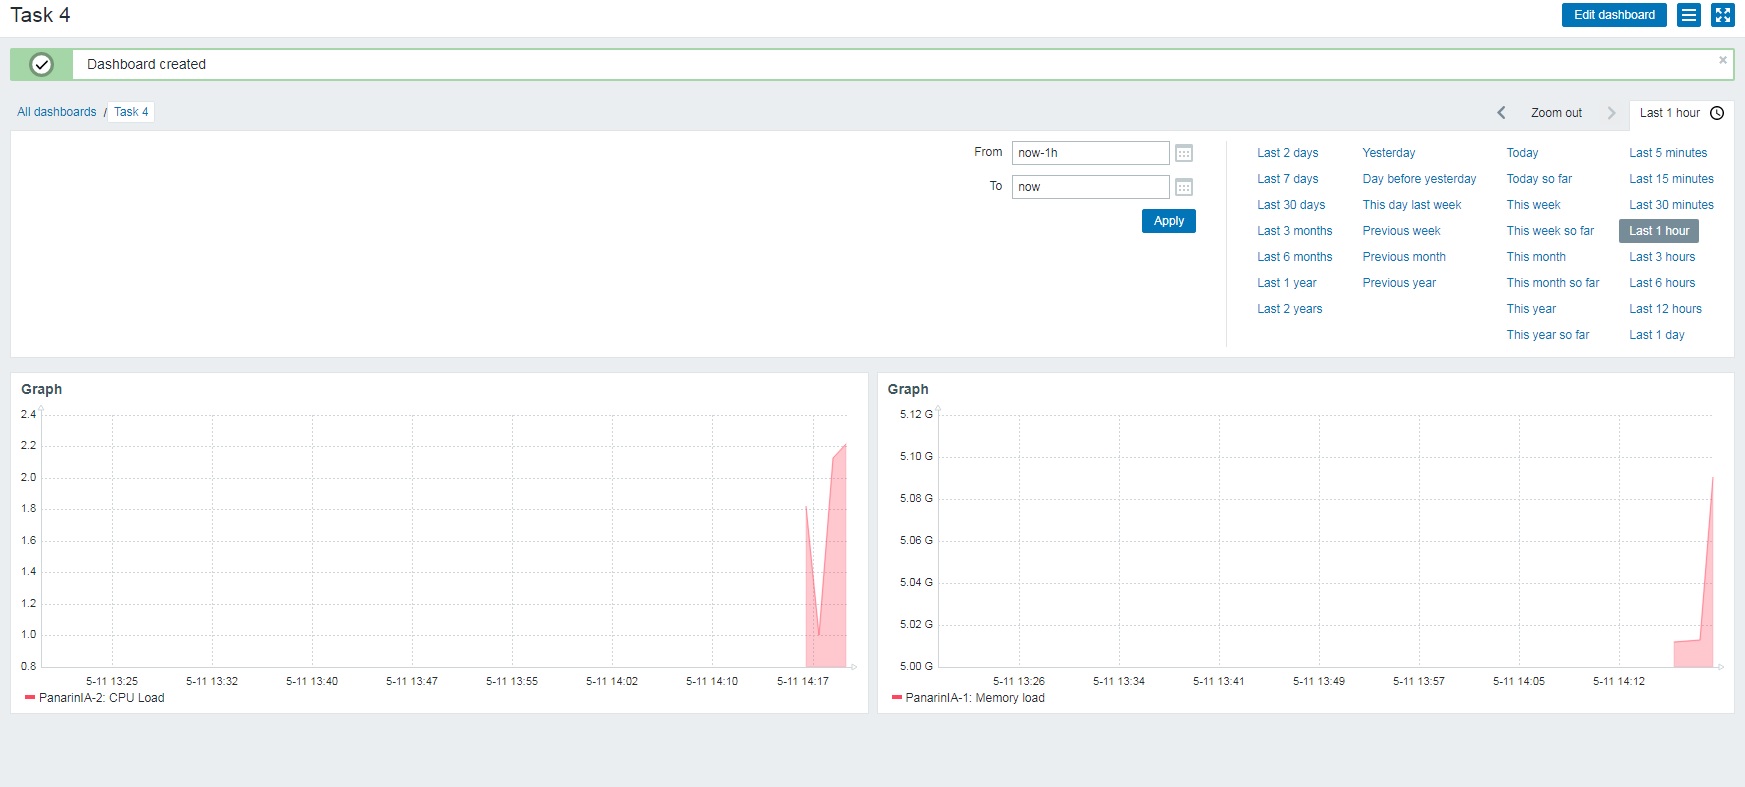 Task 4
Edit dashboard
Dashboard created
×
All dashboards / Task 4
Zoom out
Last 1 hour
From now-1h
To now
Apply
Last 2 days Yesterday Today Last 5 minutes
Last 7 days Day before yesterday Today so far Last 15 minutes
Last 30 days This day last week This week Last 30 minutes
Last 3 months Previous week This week so far Last 1 hour
Last 6 months Previous month This month Last 3 hours
Last 1 year Previous year This month so far Last 6 hours
Last 2 years This year Last 12 hours
This year so far Last 1 day
Graph
2.4
2.2
2.0
1.8
1.6
1.4
1.2
1.0
0.8
5-11 13:25 5-11 13:32 5-11 13:40 5-11 13:47 5-11 13:55 5-11 14:02 5-11 14:10 5-11 14:17
PanarinIA-2: CPU Load
Graph
5.12 G
5.10 G
5.08 G
5.06 G
5.04 G
5.02 G
5.00 G
5-11 13:26 5-11 13:34 5-11 13:41 5-11 13:49 5-11 13:57 5-11 14:05 5-11 14:12
PanarinIA-1: Memory load